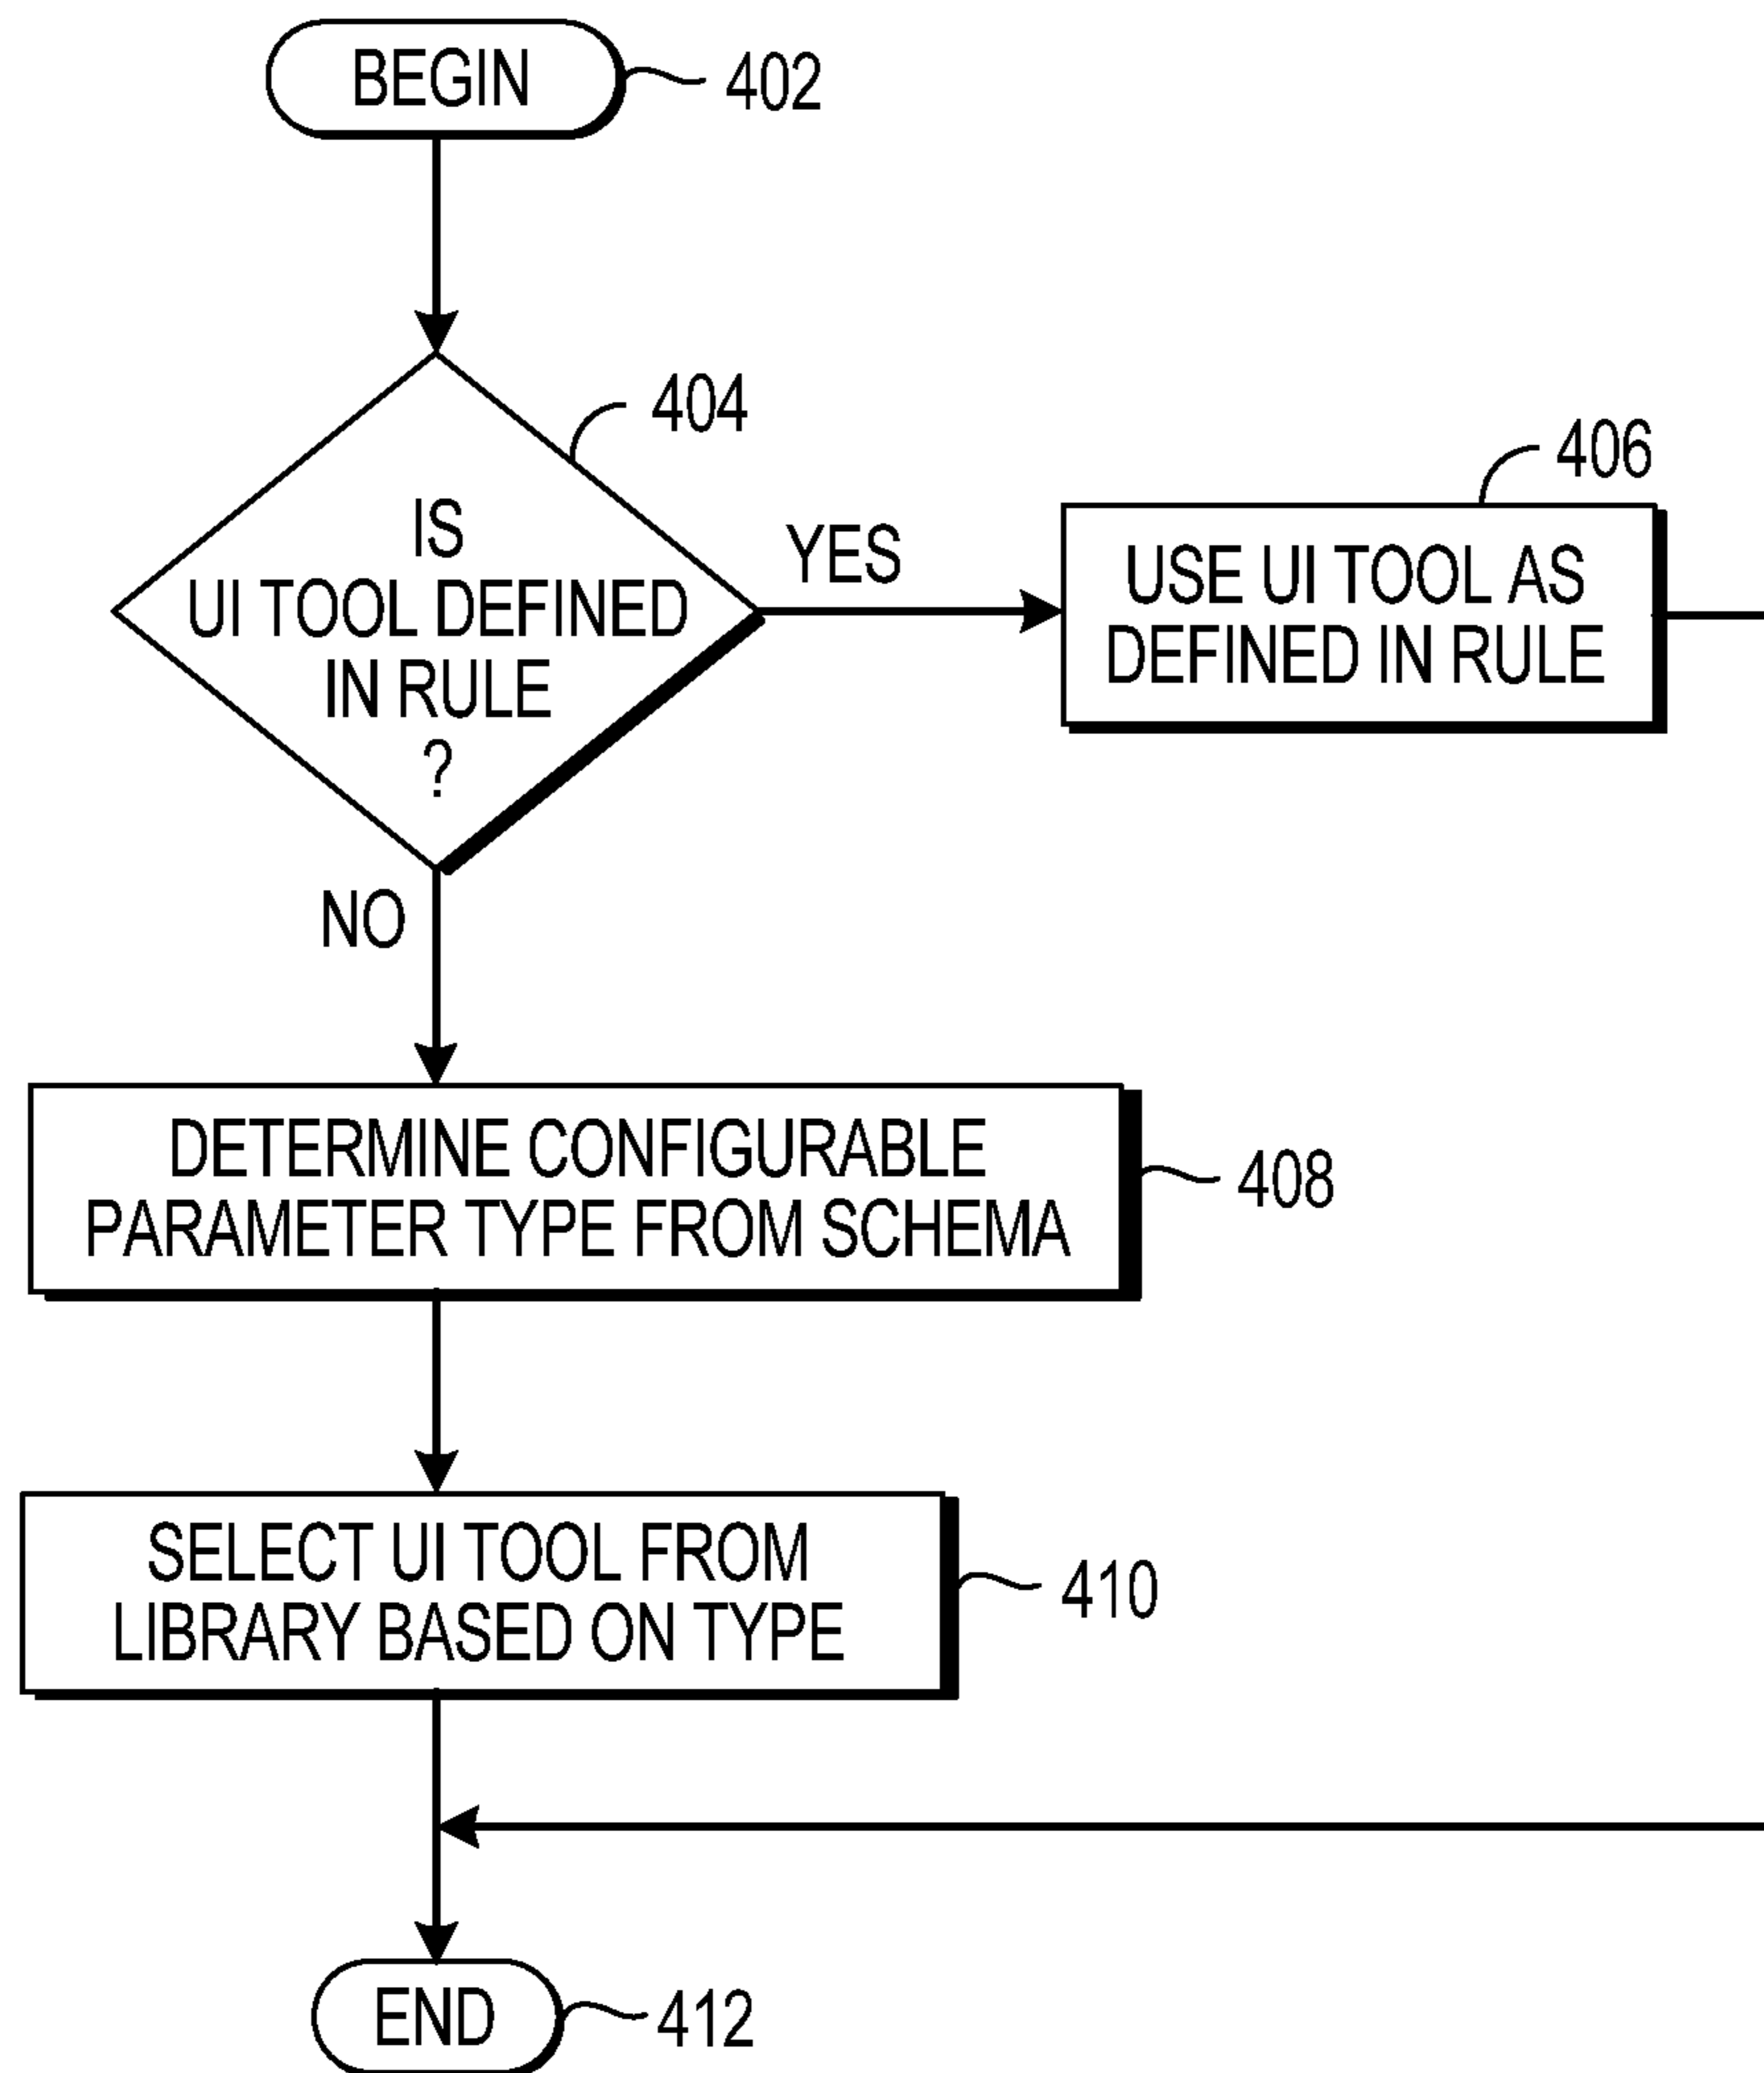 BEGIN
402
404
IS
UI TOOL DEFINED
IN RULE
?
YES
406
USE UI TOOL AS
DEFINED IN RULE
NO
DETERMINE CONFIGURABLE
PARAMETER TYPE FROM SCHEMA
408
SELECT UI TOOL FROM
LIBRARY BASED ON TYPE
410
END
412